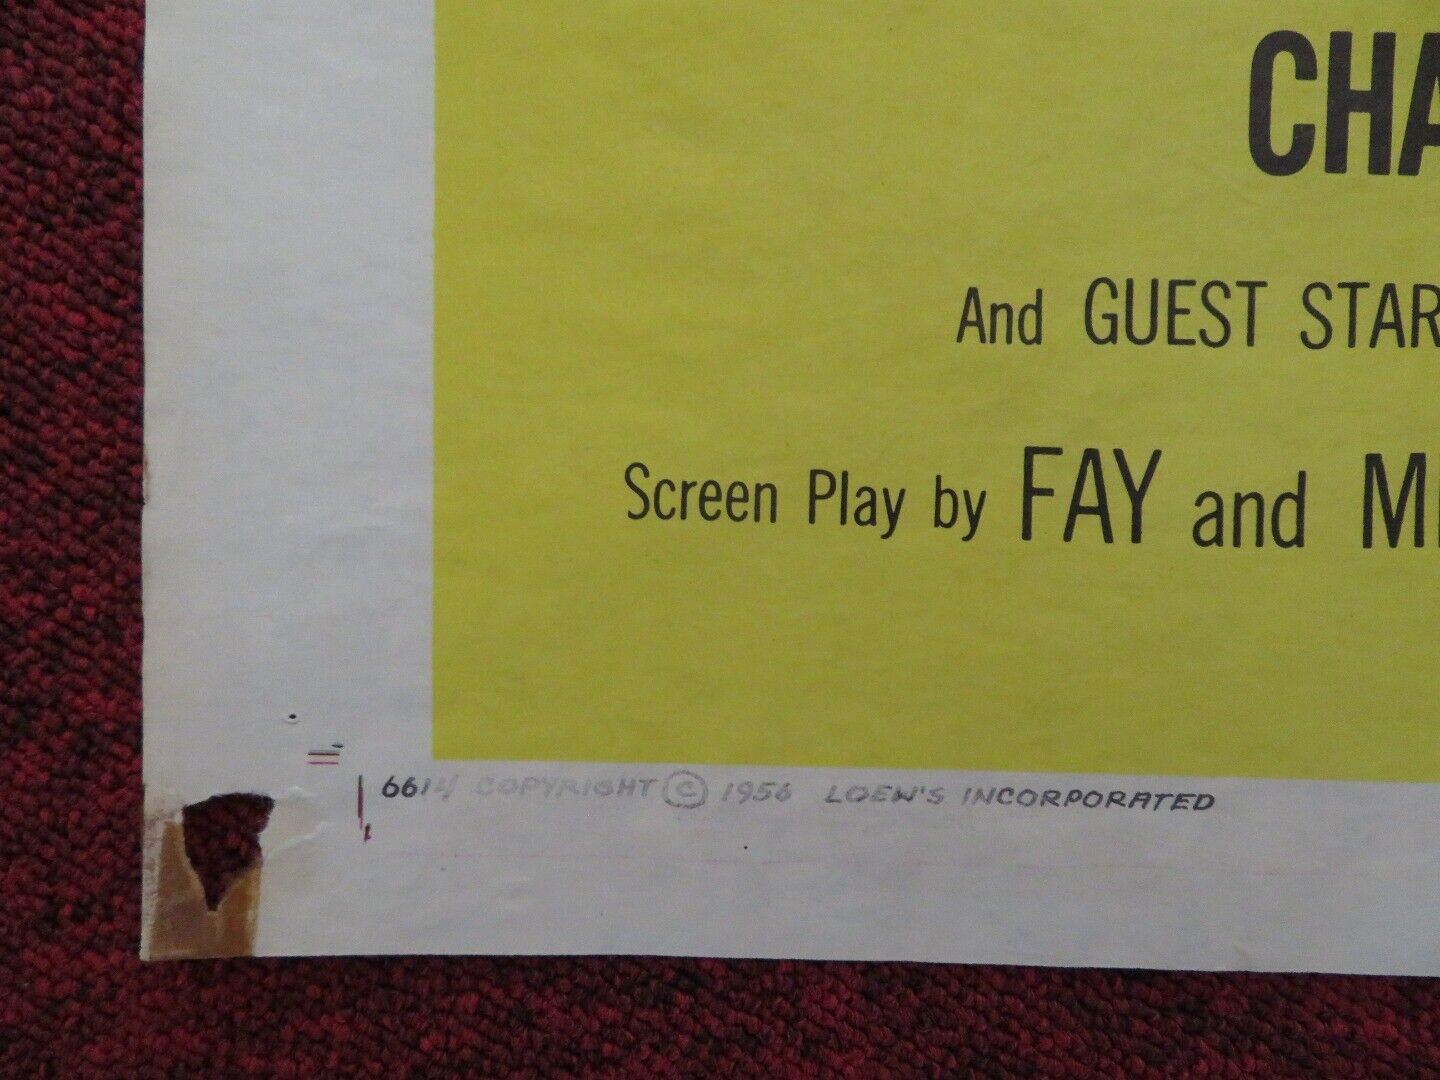 CHA
And GUEST STAR
Screen Play by FAY and M
6614 COPYRIGHT © 1956 LOEW'S INCORPORATED